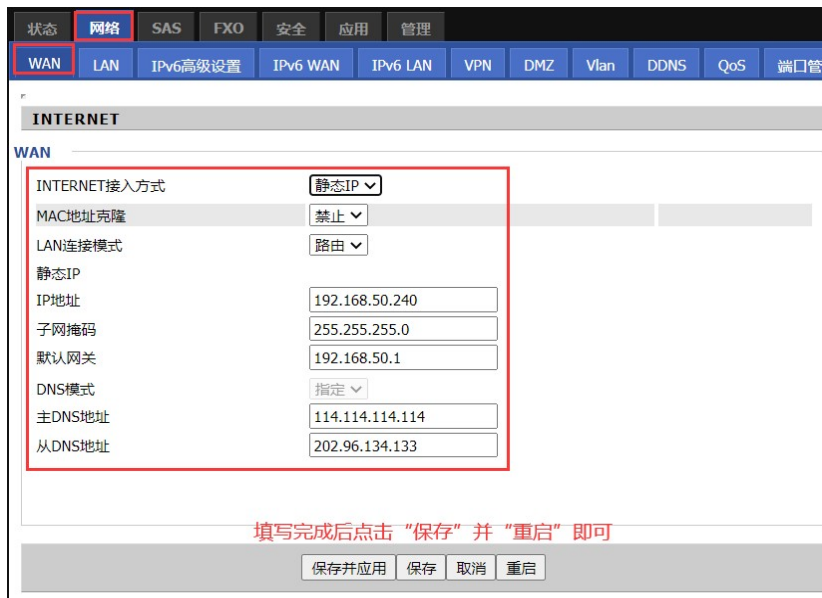 状态 网络 SAS FXO 安全 应用 管理
WAN LAN IPv6高级设置 IPv6 WAN IPv6 LAN VPN DMZ Vlan DDNS QoS 端口管
INTERNET
WAN
INTERNET接入方式 静态IP
MAC地址克隆 禁止
LAN连接模式 路由
静态IP
IP地址 192.168.50.240
子网掩码 255.255.255.0
默认网关 192.168.50.1
DNS模式 指定
主DNS地址 114.114.114.114
从DNS地址 202.96.134.133
填写完成后点击“保存”并“重启”即可
保存并应用 保存 取消 重启